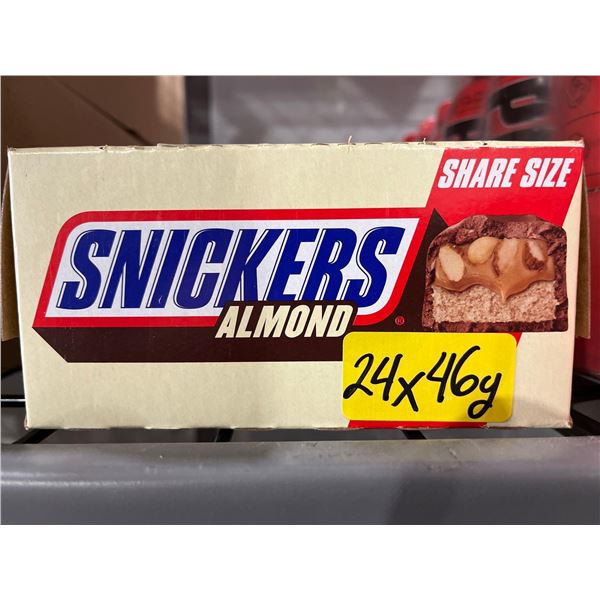 SHARE SIZE
SNICKERS
ALMOND
®
24x46g